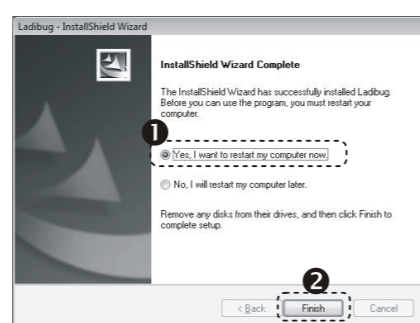 Ladibug - InstallShield Wizard
InstallShield Wizard Complete
The InstallShield Wizard has successfully installed Ladibug.
Before you can use the program, you must restart your
computer.
1
Yes, I want to restart my computer now.
No, I will restart my computer later.
Remove any disks from their drives, and then click Finish to
complete setup.
2
< Back Finish Cancel